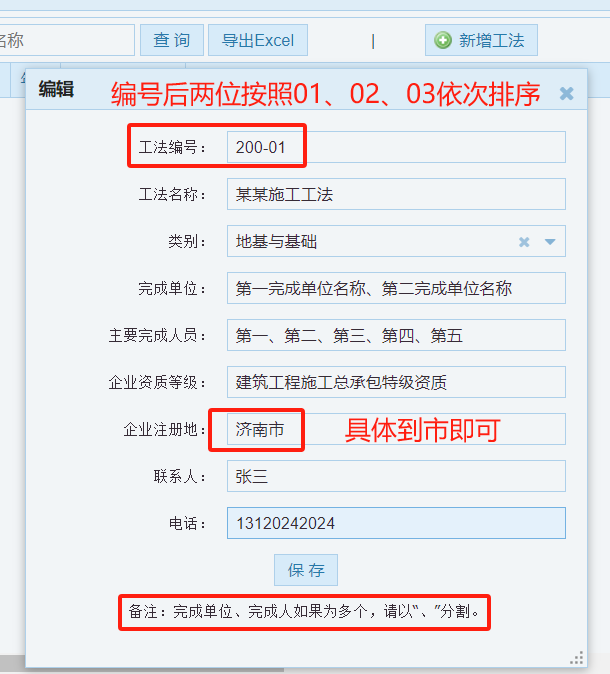 名称 查 询 导出Excel | 新增工法
编辑 编号后两位按照01、02、03依次排序
工法编号： 200-01
工法名称： 某某施工工法
类别： 地基与基础
完成单位： 第一完成单位名称、第二完成单位名称
主要完成人员： 第一、第二、第三、第四、第五
企业资质等级： 建筑工程施工总承包特级资质
企业注册地： 济南市 具体到市即可
联系人： 张三
电话： 13120242024
保 存
备注：完成单位、完成人如果为多个，请以“、”分割。